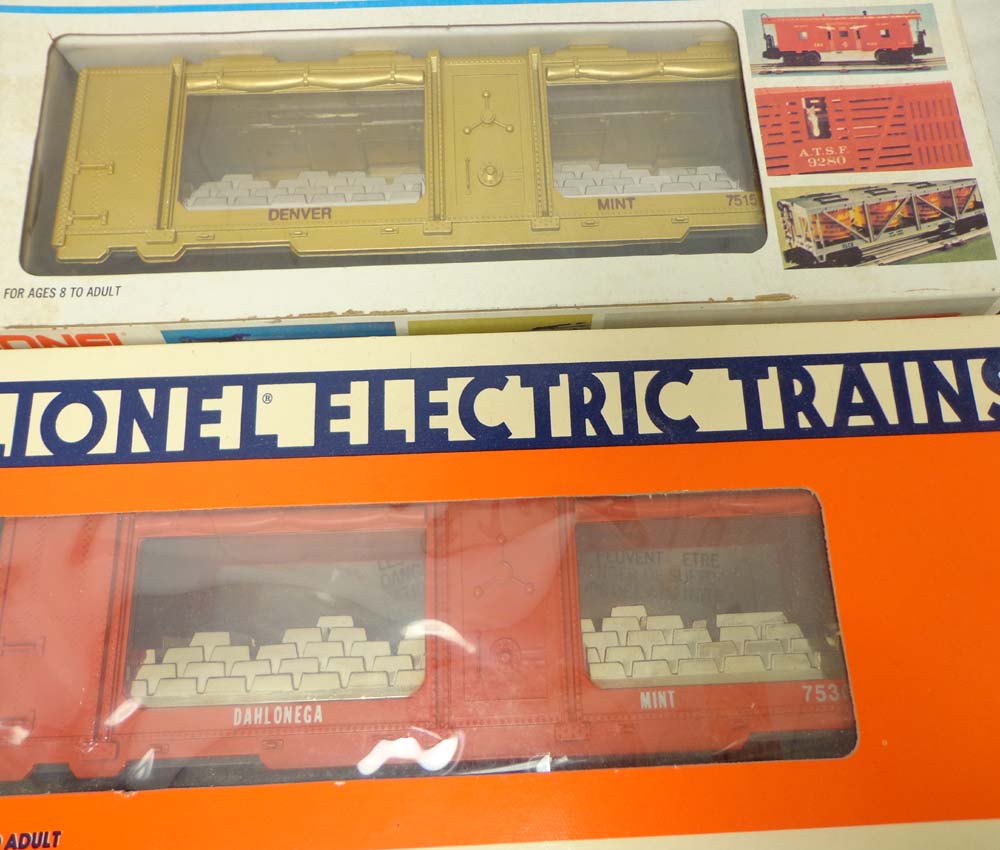 A.T.S.F.
9280
DENVER MINT 7515
FOR AGES 8 TO ADULT
LIONEL® ELECTRIC TRAINS
PEUVENT ETRE
DAHLONEGA MINT 753
ADULT